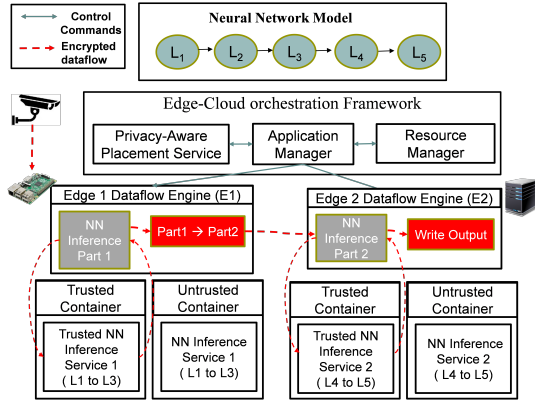 Control
Commands
Encrypted
dataflow
Neural Network Model
L1
L2
L3
L4
L5
Edge-Cloud orchestration Framework
Privacy-Aware
Placement Service
Application
Manager
Resource
Manager
Edge 1 Dataflow Engine (E1)
NN
Inference
Part 1
Part1 → Part2
Edge 2 Dataflow Engine (E2)
NN
Inference
Part 2
Write Output
Trusted
Container
Trusted NN
Inference
Service 1
( L1 to L3)
Untrusted
Container
NN Inference
Service 1
(L1 to L3)
Trusted
Container
Trusted NN
Inference
Service 2
( L4 to L5)
Untrusted
Container
NN Inference
Service 2
(L4 to L5)